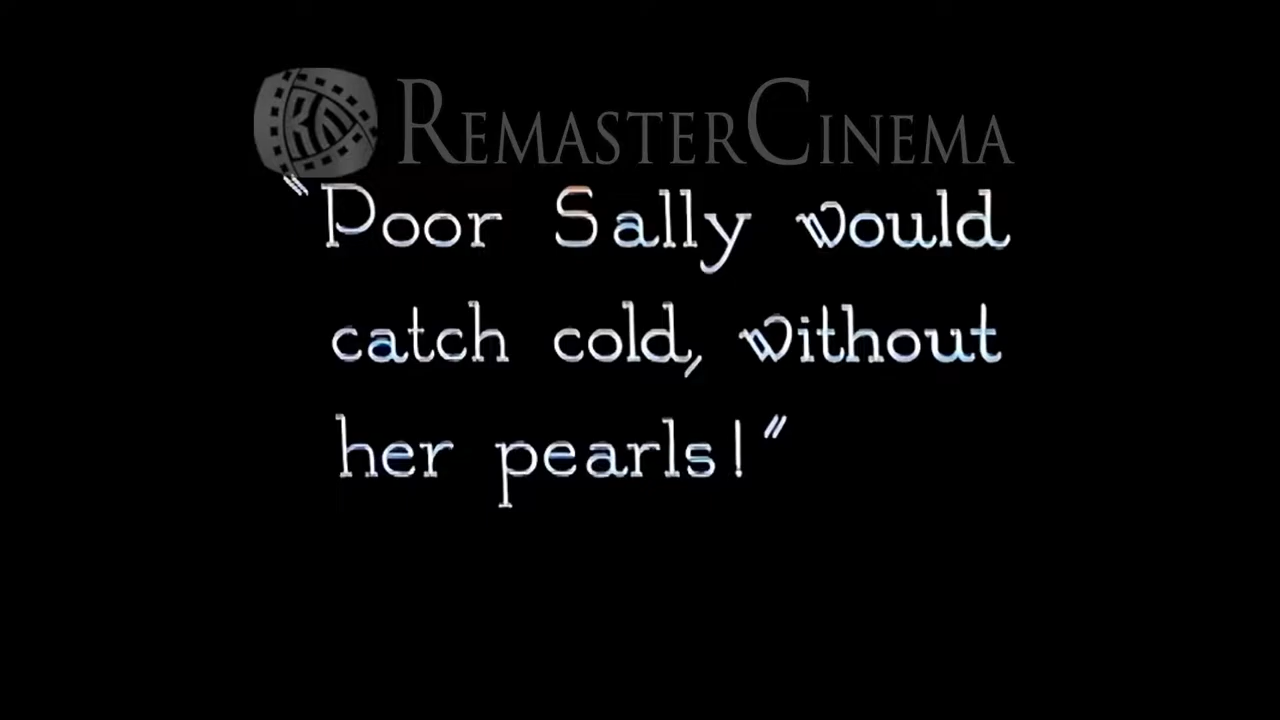 REMASTERCINEMA
"Poor Sally would
catch cold, without
her pearls!"